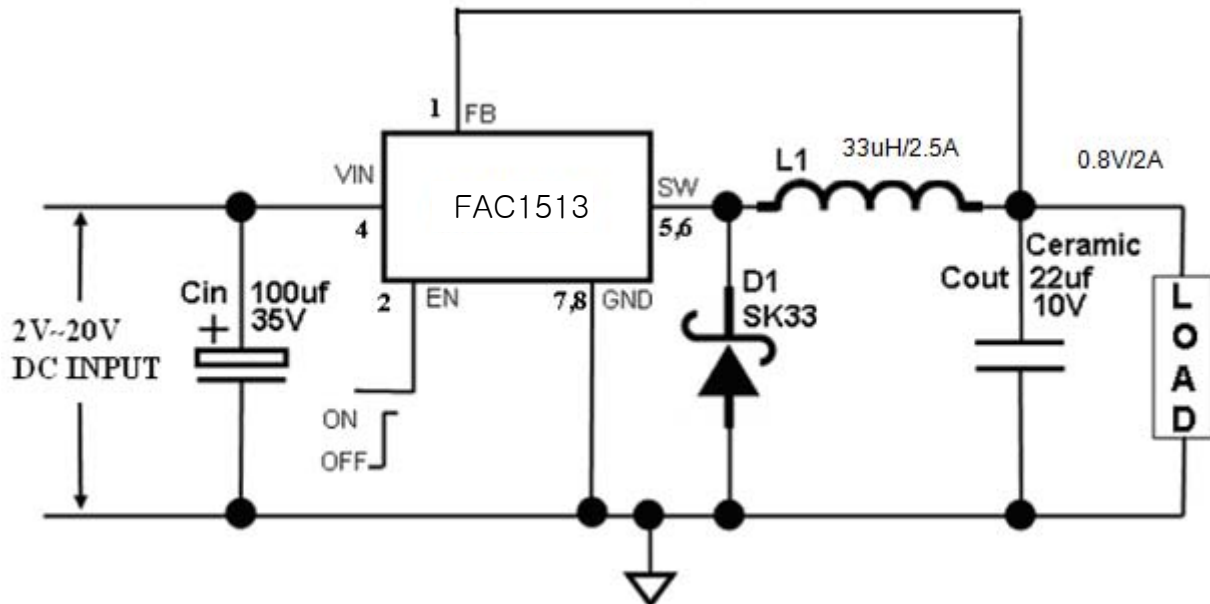 1 FB
VIN
4
FAC1513
SW
5,6
L1
33uH/2.5A
0.8V/2A
2 EN
7,8 GND
Cin 100uf
35V
+
2V~20V
DC INPUT
ON
OFF
D1
SK33
Ceramic
Cout 22uf
10V
LOAD